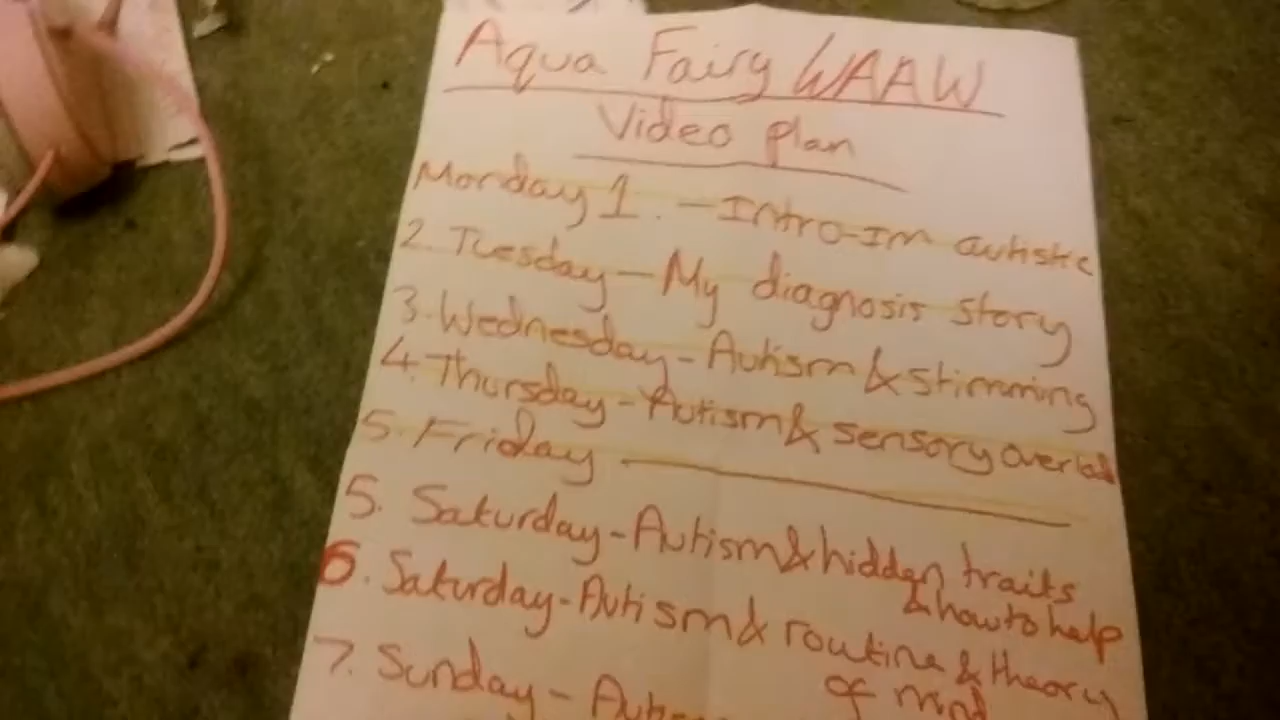 Aqua Fairy WAAW
Video Plan
Monday 1. - Intro-Im autistic
2. Tuesday - My diagnosis story
3. Wednesday - Autism & stimming
4. Thursday - Autism & sensory overload
5. Friday
5. Saturday - Autism & hidden traits
& how to help
6. Saturday - Autism & routine & theory
of mind
7. Sunday -